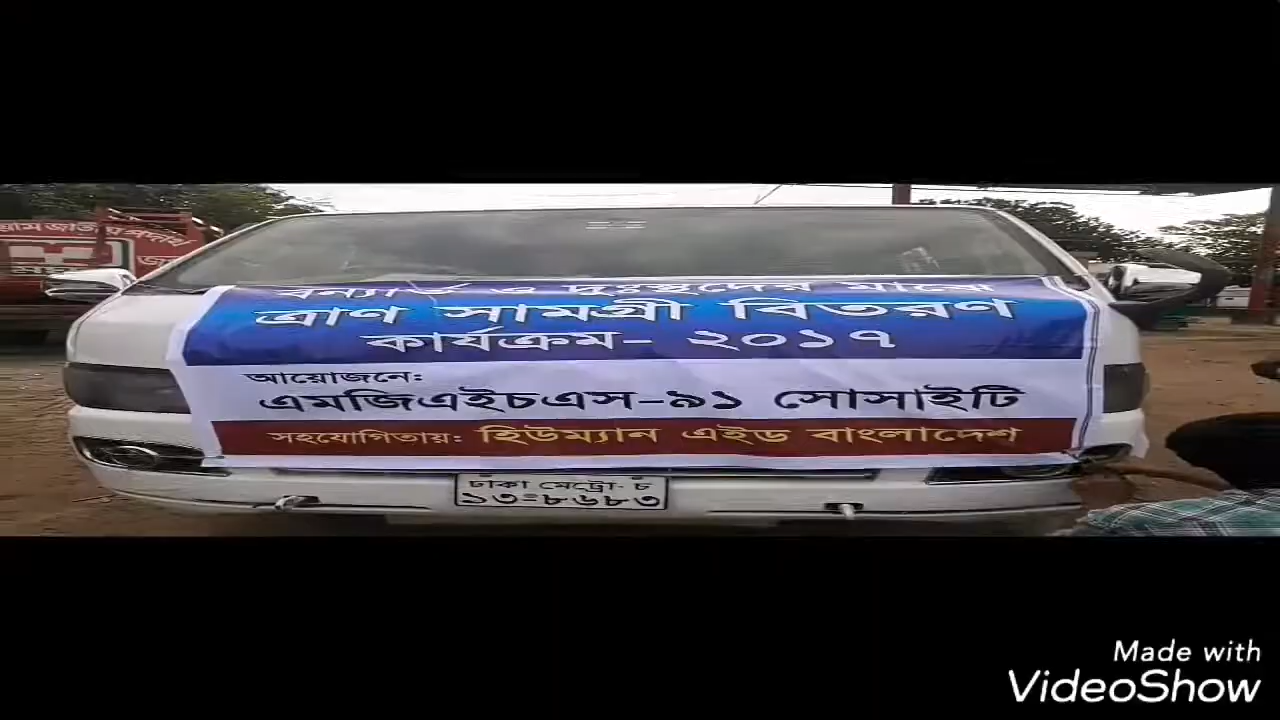 বন্যার্ত ও দুঃস্থদের মাঝে
ত্রাণ সামগ্রী বিতরণ
কার্যক্রম- ২০১৭
আয়োজনে:
এমজিএইচএস-৯১ সোসাইটি
সহযোগিতায়: হিউম্যান এইড বাংলাদেশ
ঢাকা মেট্রো- চ
১৩-৮৬৮৩
Made with
VideoShow